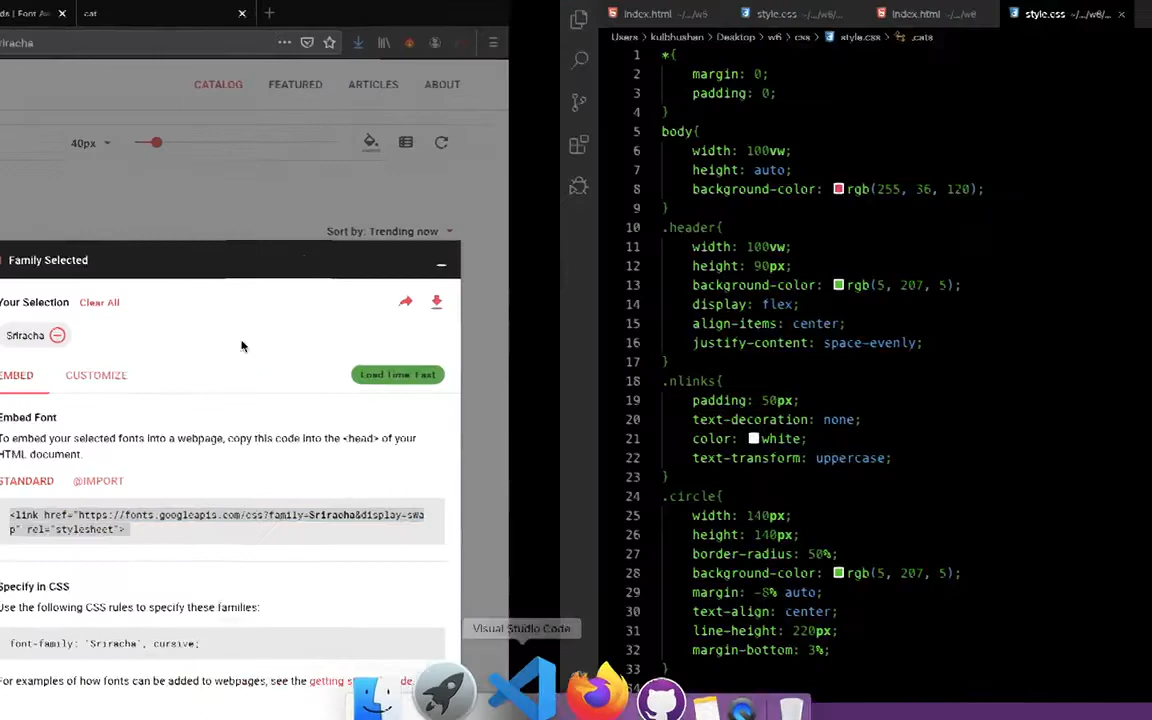 ds | Font Aw
cat
riracha
CATALOG
FEATURED
ARTICLES
ABOUT
40px
Sort by: Trending now
Family Selected
Your Selection
Clear All
Sriracha
EMBED
CUSTOMIZE
Load Time: Fast
Embed Font
To embed your selected fonts into a webpage, copy this code into the <head> of your
HTML document.
STANDARD
@IMPORT
<link href="https://fonts.googleapis.com/css?family=Sriracha&display=swa
p" rel="stylesheet">
Specify in CSS
Use the following CSS rules to specify these families:
font-family: 'Sriracha', cursive;
For examples of how fonts can be added to webpages, see the getting s
de.
Visual Studio Code
index.html ~/.../w5
style.css ~/.../w6/...
index.html ~/.../w6
style.css ~/.../w6/...
Users > kulbhushan > Desktop > w6 > css > style.css > .cats
1 *{
2 margin: 0;
3 padding: 0;
4 }
5 body{
6 width: 100vw;
7 height: auto;
8 background-color: rgb(255, 36, 120);
9 }
10 .header{
11 width: 100vw;
12 height: 90px;
13 background-color: rgb(5, 207, 5);
14 display: flex;
15 align-items: center;
16 justify-content: space-evenly;
17 }
18 .nlinks{
19 padding: 50px;
20 text-decoration: none;
21 color: white;
22 text-transform: uppercase;
23 }
24 .circle{
25 width: 140px;
26 height: 140px;
27 border-radius: 50%;
28 background-color: rgb(5, 207, 5);
29 margin: -8% auto;
30 text-align: center;
31 line-height: 220px;
32 margin-bottom: 3%;
33 }
34